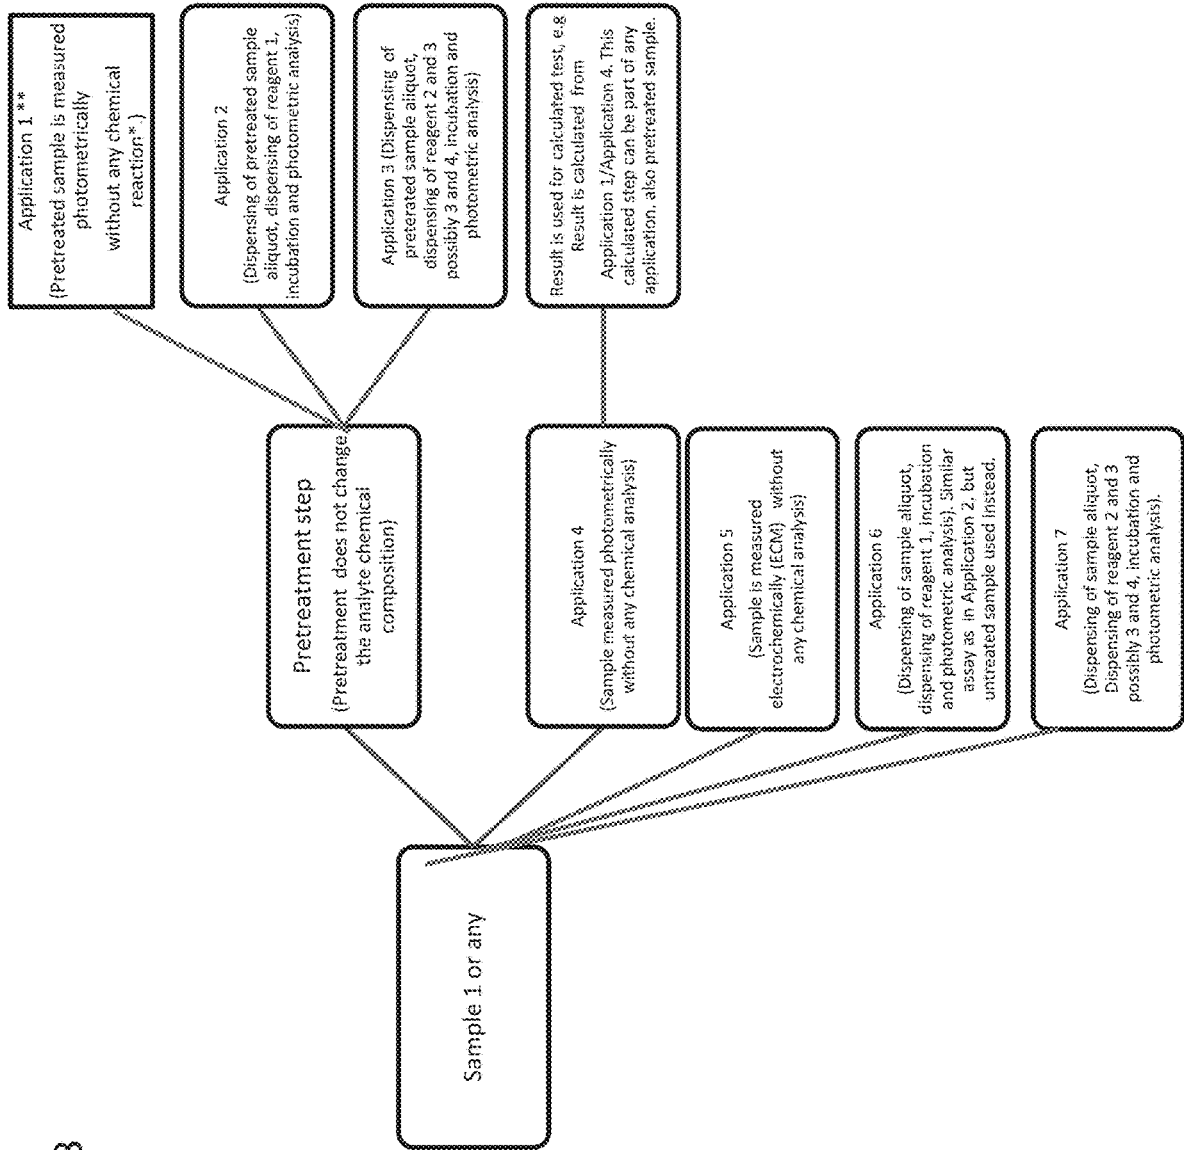 Sample 1 or any
Pretreatment step
(Pretreatment does not change
the analyte chemical
composition)
Application 1 **
(Pretreated sample is measured
photometrically
without any chemical
reaction*.)
Application 2
(Dispensing of pretreated sample
aliquot, dispensing of reagent 1,
incubation and photometric analysis)
Application 3 (Dispensing of
preterated sample aliquot,
dispensing of reagent 2 and 3
possibly 3 and 4, incubation and
photometric analysis)
Application 4
(Sample measured photometrically
without any chemical analysis)
Result is used for calculated test, e.g
Result is calculated from
Application 1/Application 4. This
calculated step can be part of any
application, also pretreated sample.
Application 5
(Sample is measured
electrochemically (ECM) without
any chemical analysis)
Application 6
(Dispensing of sample aliquot,
dispensing of reagent 1, incubation
and photometric analysis). Similar
assay as in Application 2, but
untreated sample used instead.
Application 7
(Dispensing of sample aliquot,
Dispensing of reagent 2 and 3
possibly 3 and 4, incubation and
photometric analysis).